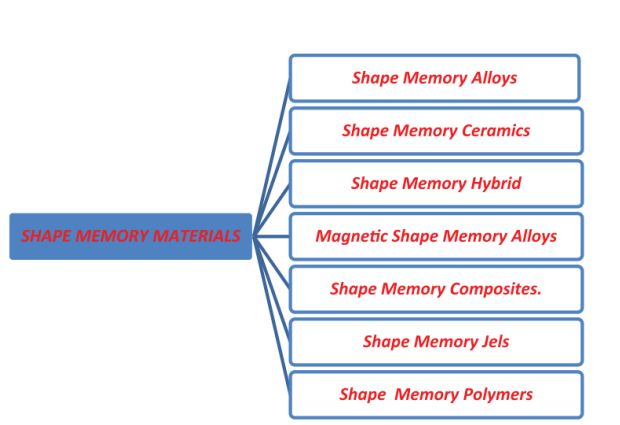 SHAPE MEMORY MATERIALS
Shape Memory Alloys
Shape Memory Ceramics
Shape Memory Hybrid
Magnetic Shape Memory Alloys
Shape Memory Composites.
Shape Memory Jels
Shape  Memory Polymers